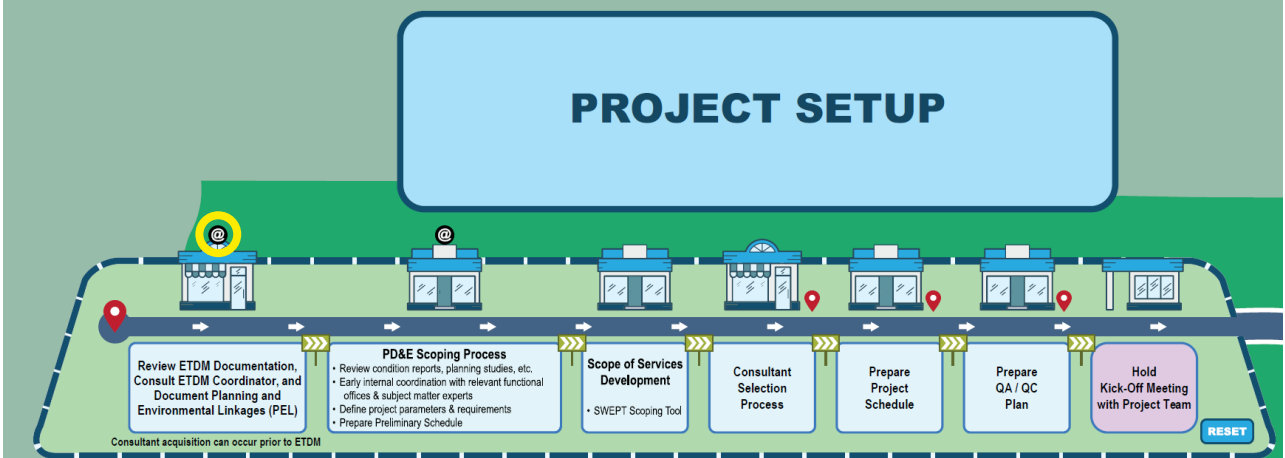 PROJECT SETUP
@
@
Review ETDM Documentation,
Consult ETDM Coordinator, and
Document Planning and
Environmental Linkages (PEL)
PD&E Scoping Process
• Review condition reports, planning studies, etc.
• Early internal coordination with relevant functional
offices & subject matter experts
• Define project parameters & requirements
• Prepare Preliminary Schedule
Scope of Services
Development
• SWEPT Scoping Tool
Consultant
Selection
Process
Prepare
Project
Schedule
Prepare
QA / QC
Plan
Hold
Kick-Off Meeting
with Project Team
RESET
Consultant acquisition can occur prior to ETDM